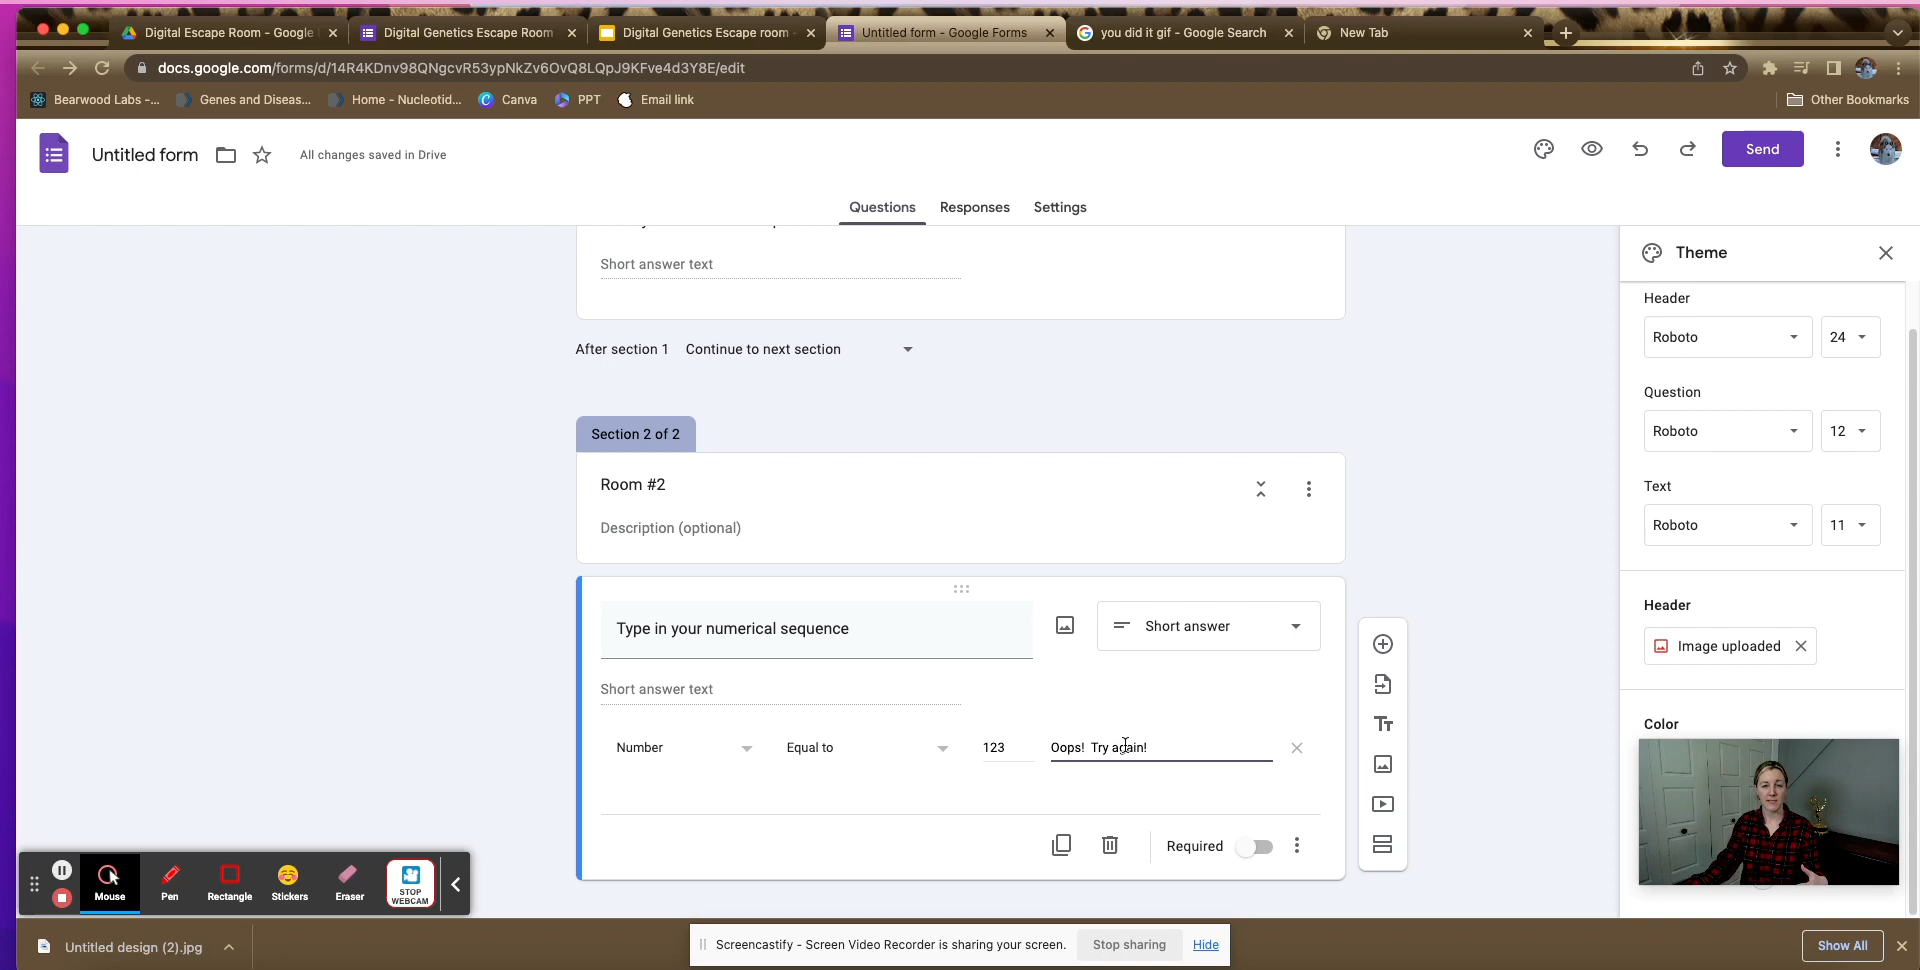 Digital Escape Room - Google
Digital Genetics Escape Room
Digital Genetics Escape room -
Untitled form - Google Forms
you did it gif - Google Search
New Tab
docs.google.com/forms/d/14R4KDnv98QNgcvR53ypNkZv6OvQ8LQpJ9KFve4d3Y8E/edit
Bearwood Labs -...
Genes and Diseas...
Home - Nucleotid...
Canva
PPT
Email link
Other Bookmarks
Untitled form
All changes saved in Drive
Send
Questions
Responses
Settings
Short answer text
After section 1 Continue to next section
Section 2 of 2
Room #2
Description (optional)
Type in your numerical sequence
Short answer
Short answer text
Number
Equal to
123
Oops! Try again!
Required
Theme
Header
Roboto
24
Question
Roboto
12
Text
Roboto
11
Header
Image uploaded
Color
Mouse
Pen
Rectangle
Stickers
Eraser
STOP
WEBCAM
Untitled design (2).jpg
Screencastify - Screen Video Recorder is sharing your screen.
Stop sharing
Hide
Show All